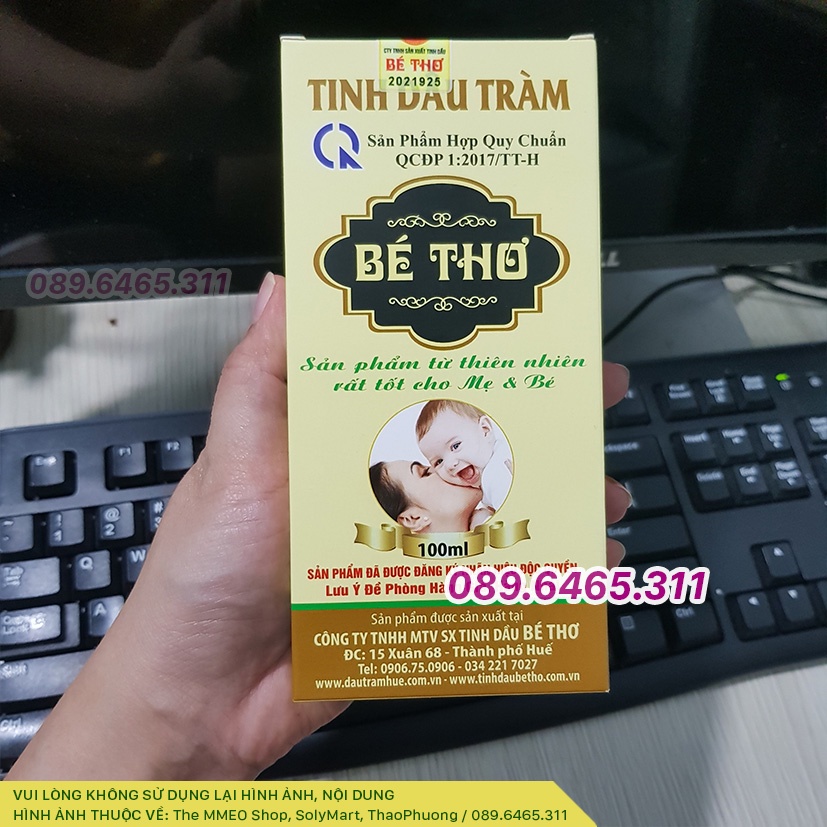 CTY TNHH SẢN XUẤT TINH DẦU
BÉ THƠ
2021925
TINH DẦU TRÀM
Sản Phẩm Hợp Quy Chuẩn
QCĐP 1:2017/TT-H
BÉ THƠ
089.6465.311
Sản phẩm từ thiên nhiên
rất tốt cho Mẹ & Bé
100ml
SẢN PHẨM ĐÃ ĐƯỢC ĐĂNG KÝ NHÃN HIỆU ĐỘC QUYỀN
Lưu Ý Đề Phòng
089.6465.311
Sản phẩm được sản xuất tại
CÔNG TY TNHH MTV SX TINH DẦU BÉ THƠ
ĐC: 15 Xuân 68 - Thành phố Huế
Tel: 0906.75.0906 - 034 221 7027
www.dautramhue.com.vn - www.tinhdaubetho.com.vn
VUI LÒNG KHÔNG SỬ DỤNG LẠI HÌNH ẢNH, NỘI DUNG
HÌNH ẢNH THUỘC VỀ: The MMEO Shop, SolyMart, ThaoPhuong / 089.6465.311